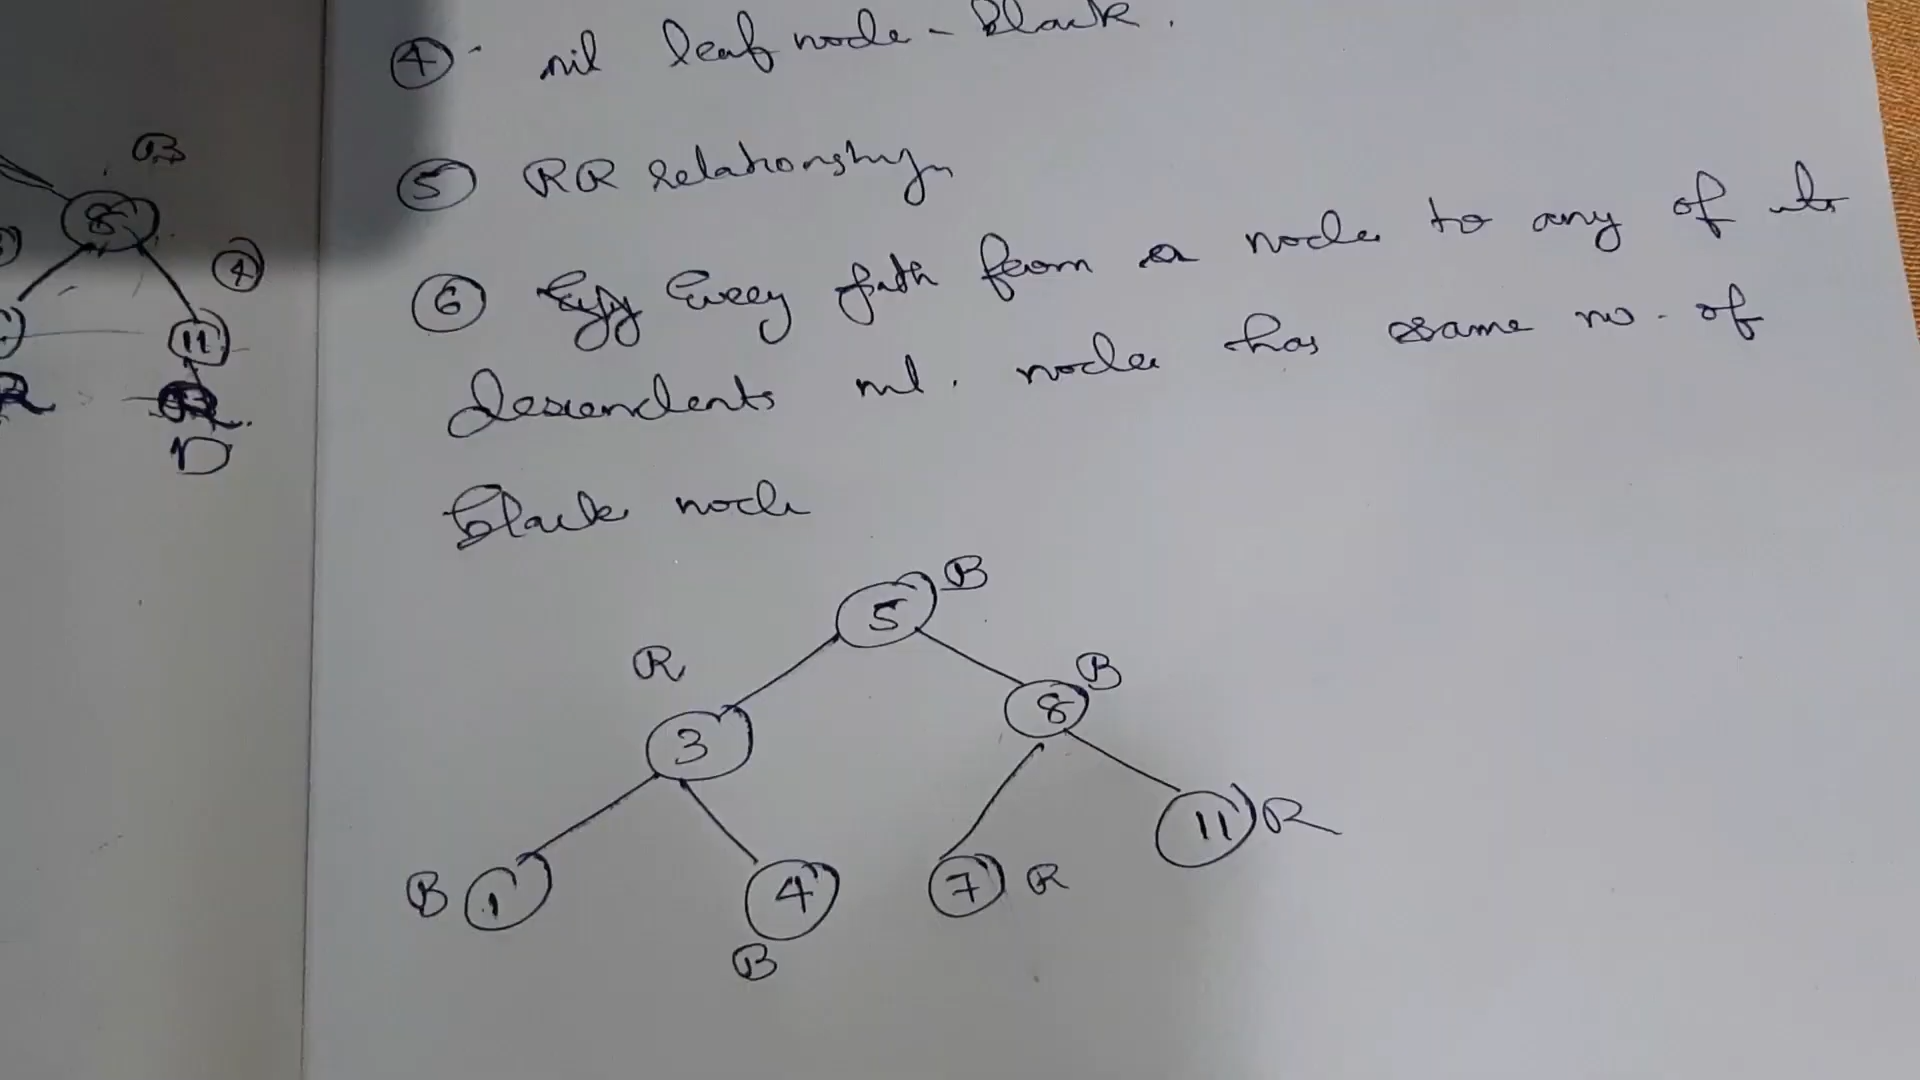 B
8
4
11
R
B
④ nil leaf node - Black.
⑤ RR relationship
⑥ Every path from a node to any of its
descendents nil. node has same no. of
black node
5 B
R
8 B
3
11 R
B 1
4
7 R
B